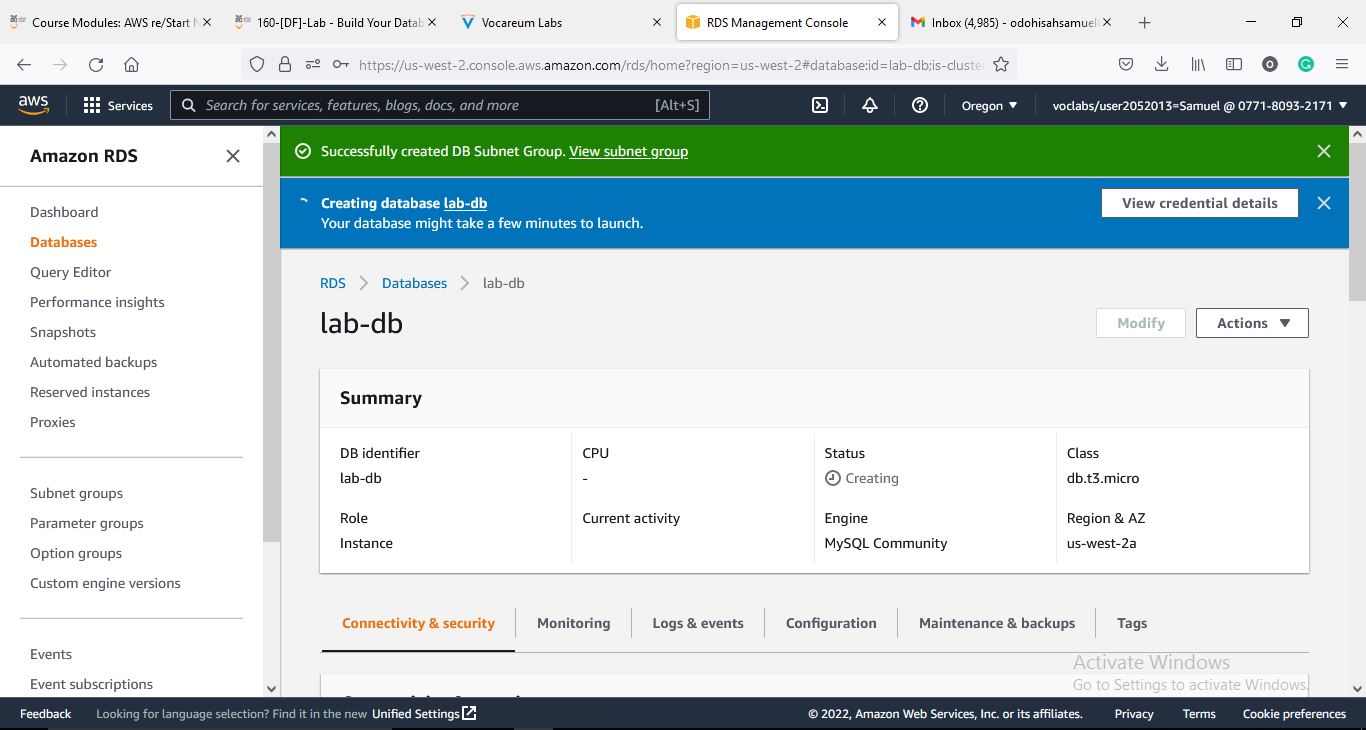 Course Modules: AWS re/Start
160-[DF]-Lab - Build Your Datab
Vocareum Labs
RDS Management Console
Inbox (4,985) - odohisahsamuel
https://us-west-2.console.aws.amazon.com/rds/home?region=us-west-2#database:id=lab-db;is-cluste
aws
Services
Search for services, features, blogs, docs, and more
[Alt+S]
Oregon
voclabs/user2052013=Samuel @ 0771-8093-2171
Amazon RDS
Dashboard
Databases
Query Editor
Performance insights
Snapshots
Automated backups
Reserved instances
Proxies
Subnet groups
Parameter groups
Option groups
Custom engine versions
Events
Event subscriptions
Successfully created DB Subnet Group. View subnet group
Creating database lab-db
Your database might take a few minutes to launch.
View credential details
RDS
Databases
lab-db
lab-db
Modify
Actions
Summary
DB identifier
lab-db
CPU
-
Status
Creating
Class
db.t3.micro
Role
Instance
Current activity
Engine
MySQL Community
Region & AZ
us-west-2a
Connectivity & security
Monitoring
Logs & events
Configuration
Maintenance & backups
Tags
Activate Windows
Go to Settings to activate Windows.
Feedback
Looking for language selection? Find it in the new Unified Settings
© 2022, Amazon Web Services, Inc. or its affiliates.
Privacy
Terms
Cookie preferences